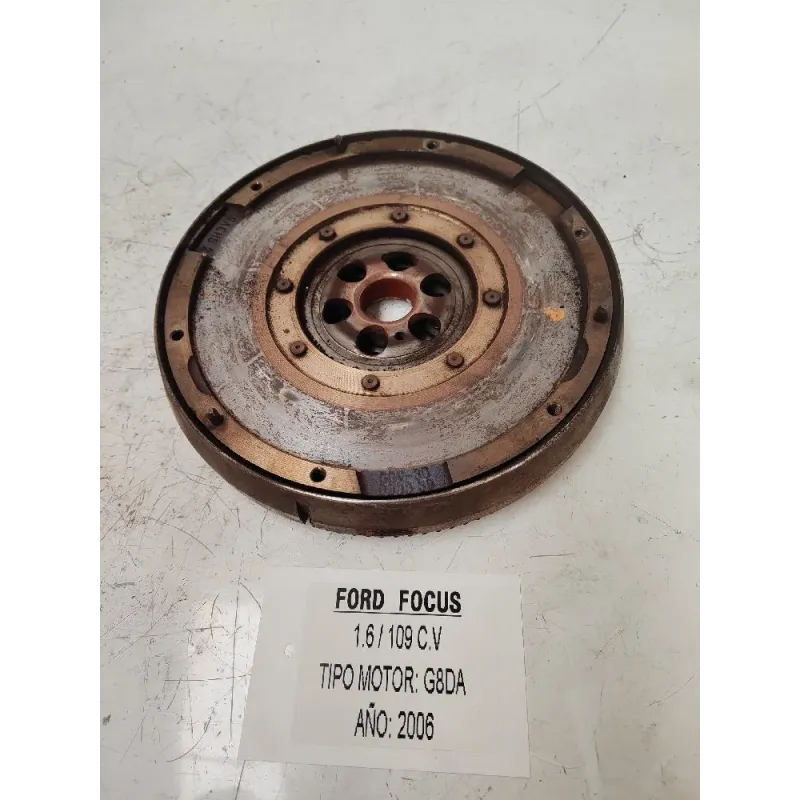 FORD FOCUS
1.6 / 109 C.V
TIPO MOTOR: G8DA
AÑO: 2006